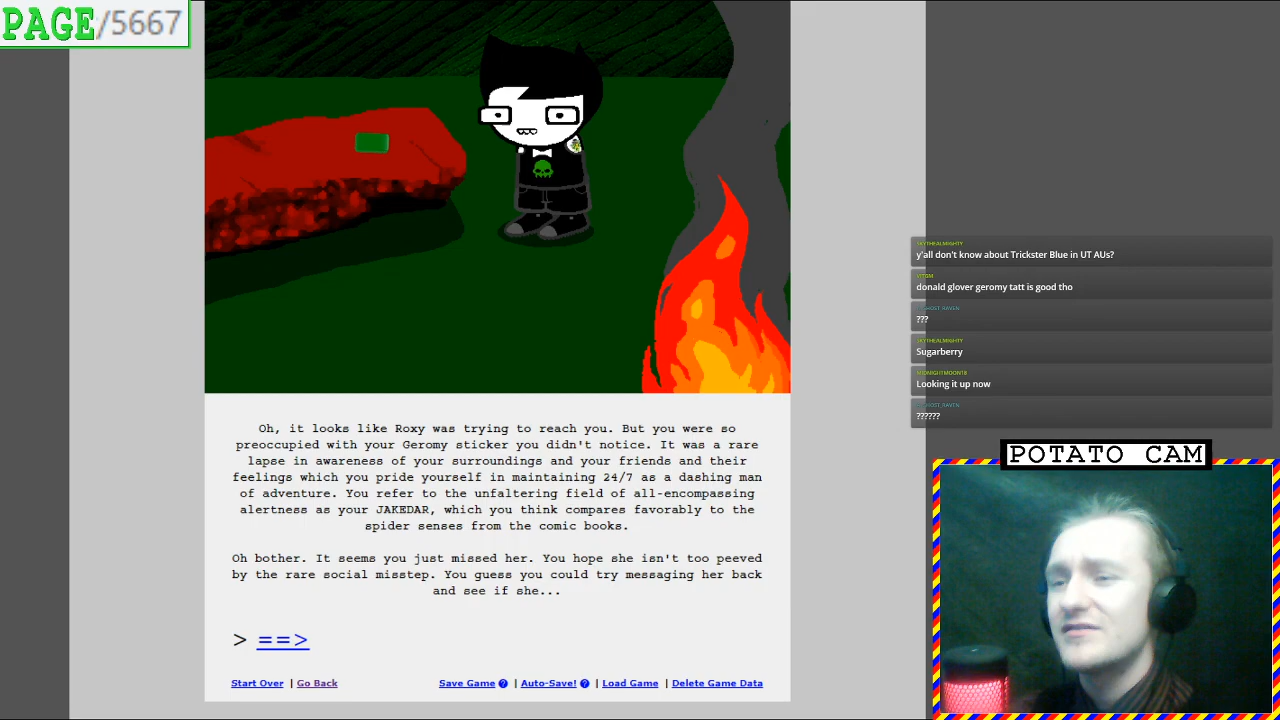 PAGE/5667
SKYTHEALMIGHTY
y'all don't know about Trickster Blue in UT AUs?
donald glover geromy tatt is good tho
???
SKYTHEALMIGHTY
Sugarberry
MIDNIGHTMOON18
Looking it up now
??????
POTATO CAM
Oh, it looks like Roxy was trying to reach you. But you were so
preoccupied with your Geromy sticker you didn't notice. It was a rare
lapse in awareness of your surroundings and your friends and their
feelings which you pride yourself in maintaining 24/7 as a dashing man
of adventure. You refer to the unfaltering field of all-encompassing
alertness as your JAKEDAR, which you think compares favorably to the
spider senses from the comic books.
Oh bother. It seems you just missed her. You hope she isn't too peeved
by the rare social misstep. You guess you could try messaging her back
and see if she...
> ==>
Start Over | Go Back
Save Game ? | Auto-Save! ? | Load Game | Delete Game Data